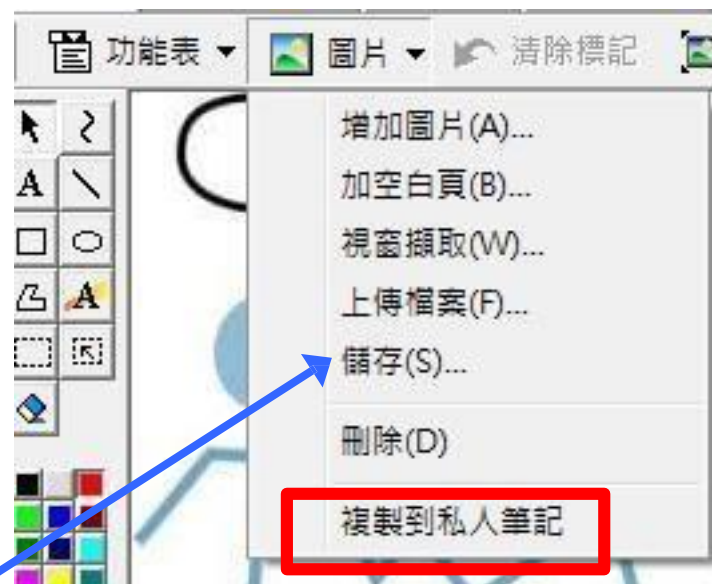 功能表 圖片 清除標記
A
A
增加圖片(A)...
加空白頁(B)...
視窗擷取(W)...
上傳檔案(F)...
儲存(S)...
刪除(D)
複製到私人筆記